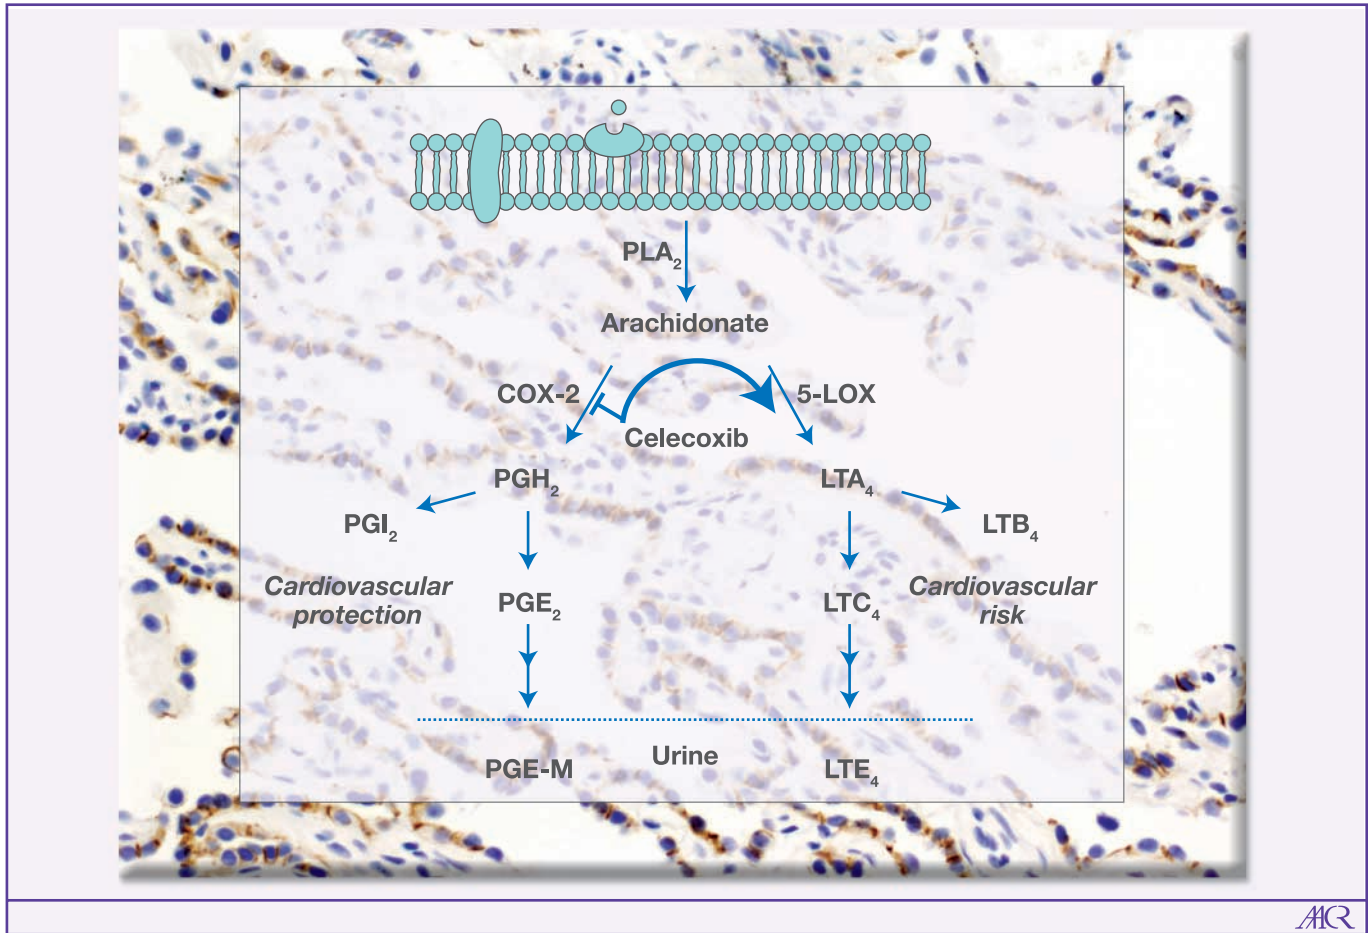 PLA₂
Arachidonate
COX-2
5-LOX
Celecoxib
PGH₂
LTA₄
PGI₂
LTB₄
Cardiovascular
protection
PGE₂
LTC₄
Cardiovascular
risk
Urine
PGE-M
LTE₄
AACR